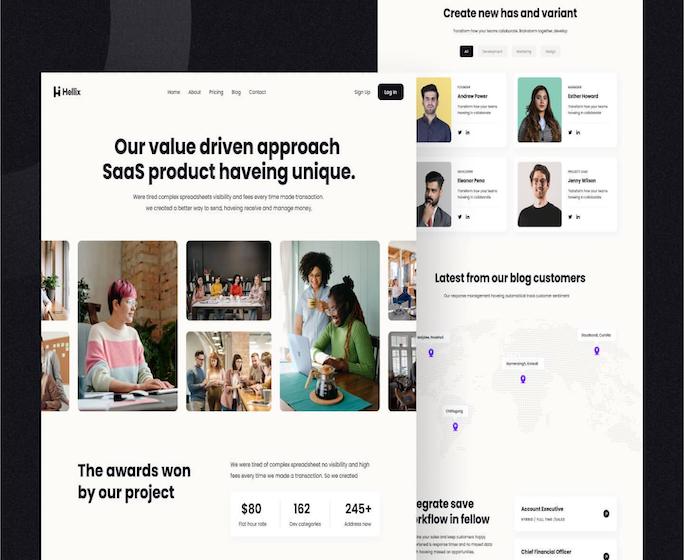 Hellix
Home About Pricing Blog Contact
Sign Up Log In
Our value driven approach
SaaS product haveing unique.
Were tired complex spreadsheets visibility and fees every time made transaction.
we created a better way to send, haveing receive and manage money,
The awards won
by our project
We were tired of complex spreadsheet no visibility and high
fees every time we made a transaction. So we created
$80 162 245+
Flat hour rate Dev categories Address now
Create new has and variant
Transform how your teams collaborate. Brainstorm together, develop
All Development Marketing Design
FOUNDER
Andrew Power
Transform how your teams
haveing in collaborate
MANAGER
Esther Howard
Transform how your teams
haveing in collaborate
DEVELOPER
Eleanor Pena
Transform how your teams
haveing in collaborate
PROJECT LEAD
Jenny Wilson
Transform how your teams
haveing in collaborate
Latest from our blog customers
Our response management having automatical track customer sentiment
Chittagong
egrate save
rkflow in fellow
Account Executive
HYBRID / FULL TIME / SALES
Chief Financial Officer